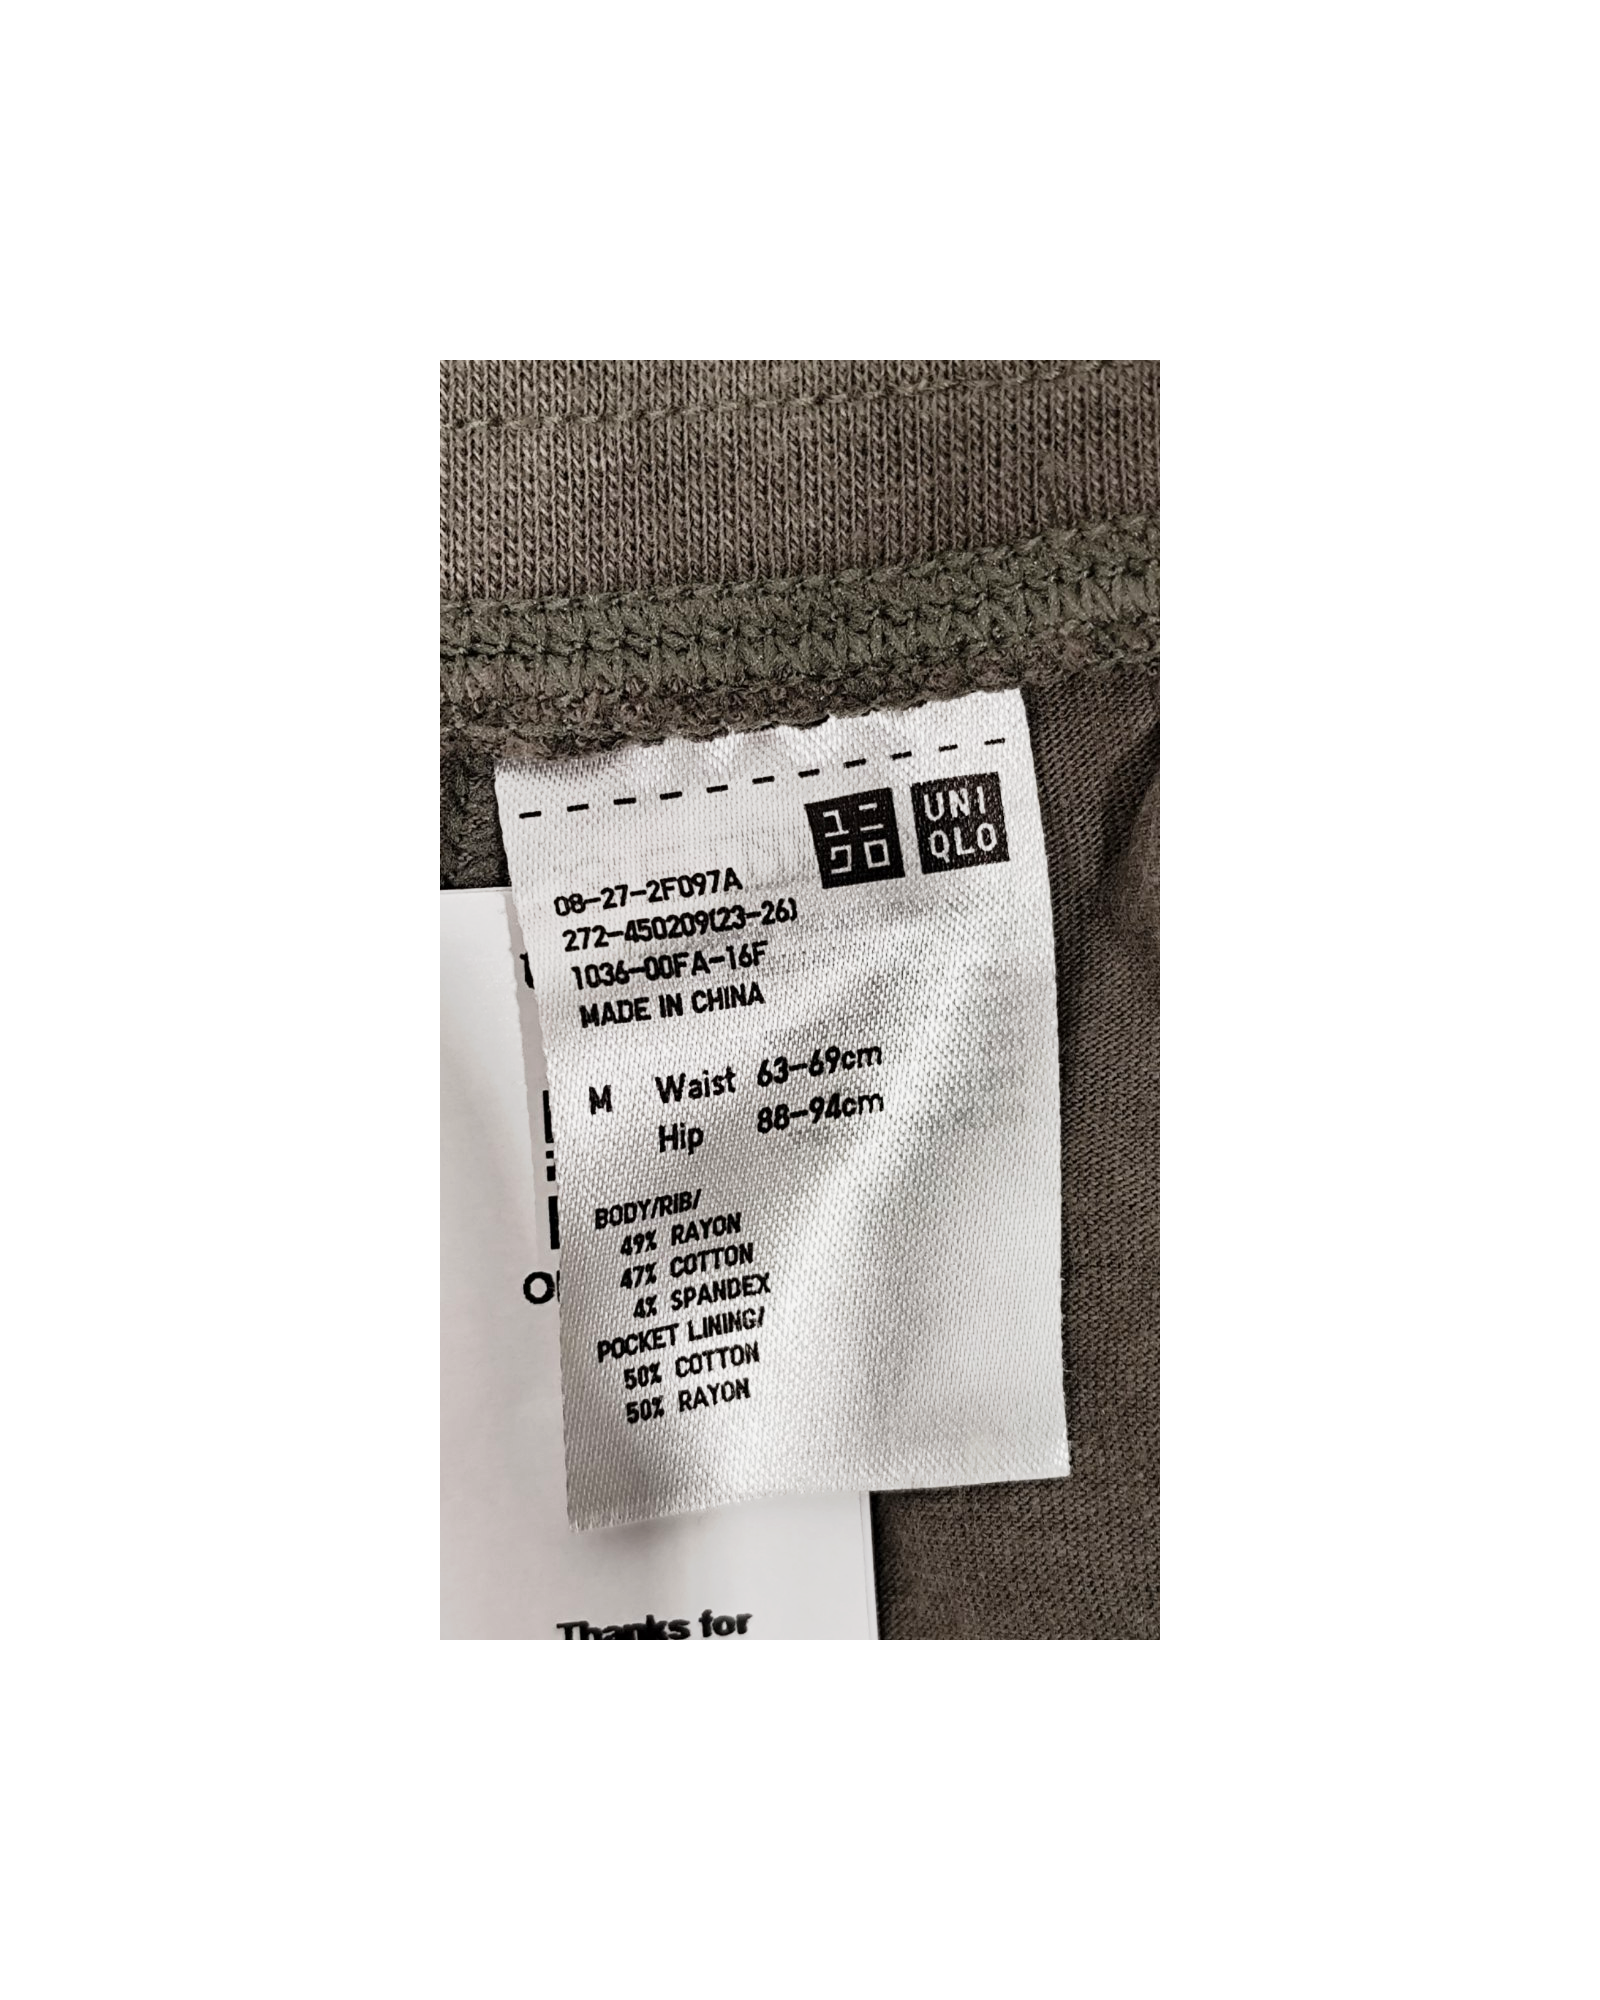 ユニ
クロ
UNI
QLO
08-27-2F097A
272-450209(23-26)
1036-00FA-16F
MADE IN CHINA
M Waist 63-69cm
Hip 88-94cm
BODY/RIB/
49% RAYON
47% COTTON
4% SPANDEX
POCKET LINING/
50% COTTON
50% RAYON
Thanks for